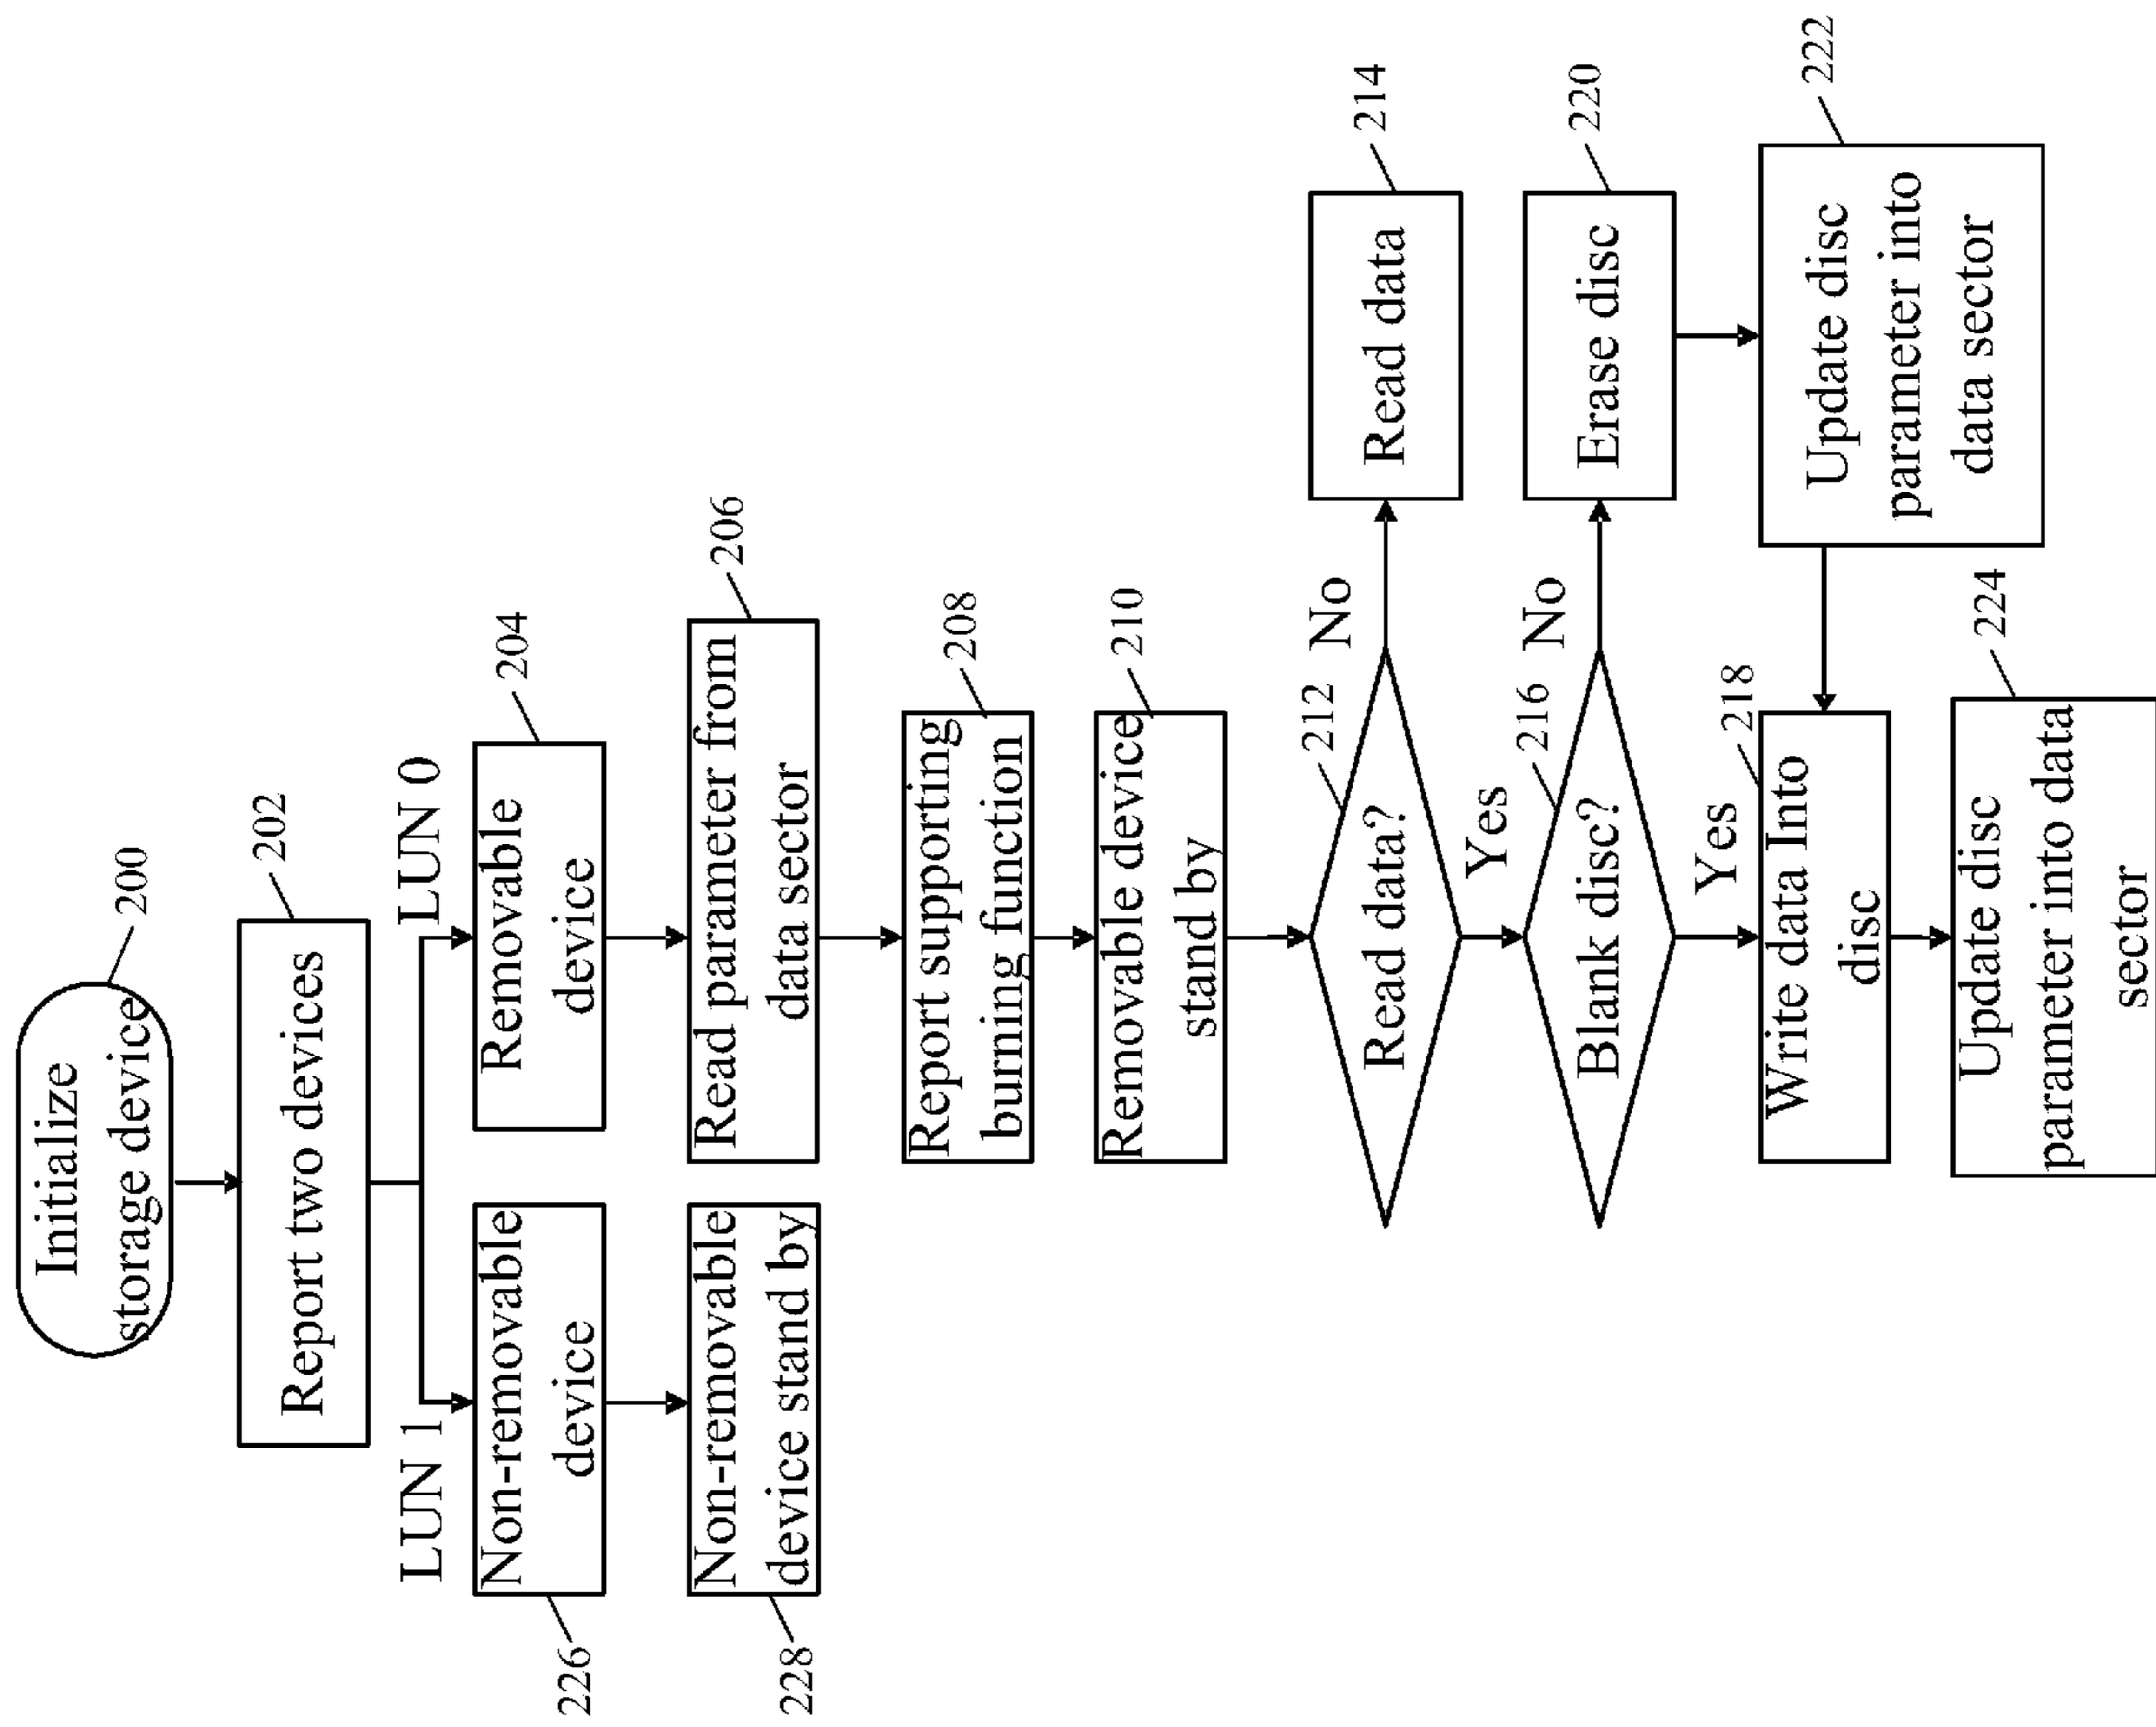 Initialize
storage device
200
Report two devices
202
LUN 1
LUN 0
Non-removable
device
226
Removable
device
204
Non-removable
device stand by
228
Read parameter from
data sector
206
Report supporting
burning function
208
Removable device
stand by
210
Read data?
212
No
Read data
214
Yes
Blank disc?
216
No
Erase disc
220
Yes
Write data Into
disc
218
Update disc
parameter into
data sector
222
Update disc
parameter into data
sector
224